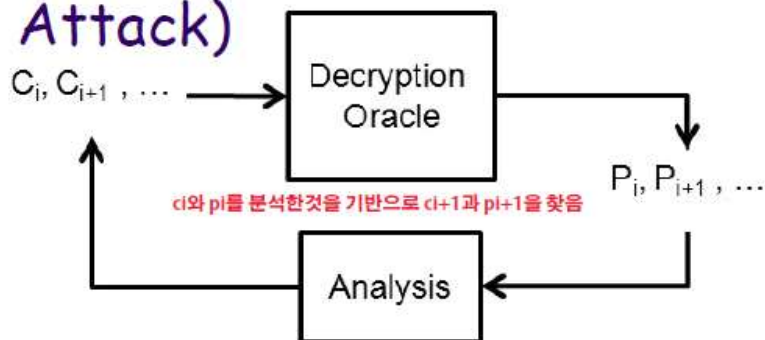 Attack)
Cᵢ, Cᵢ₊₁ , ...
Decryption
Oracle
Pᵢ, Pᵢ₊₁ , ...
ci와 pi를 분석한것을 기반으로 ci+1과 pi+1을 찾음
Analysis